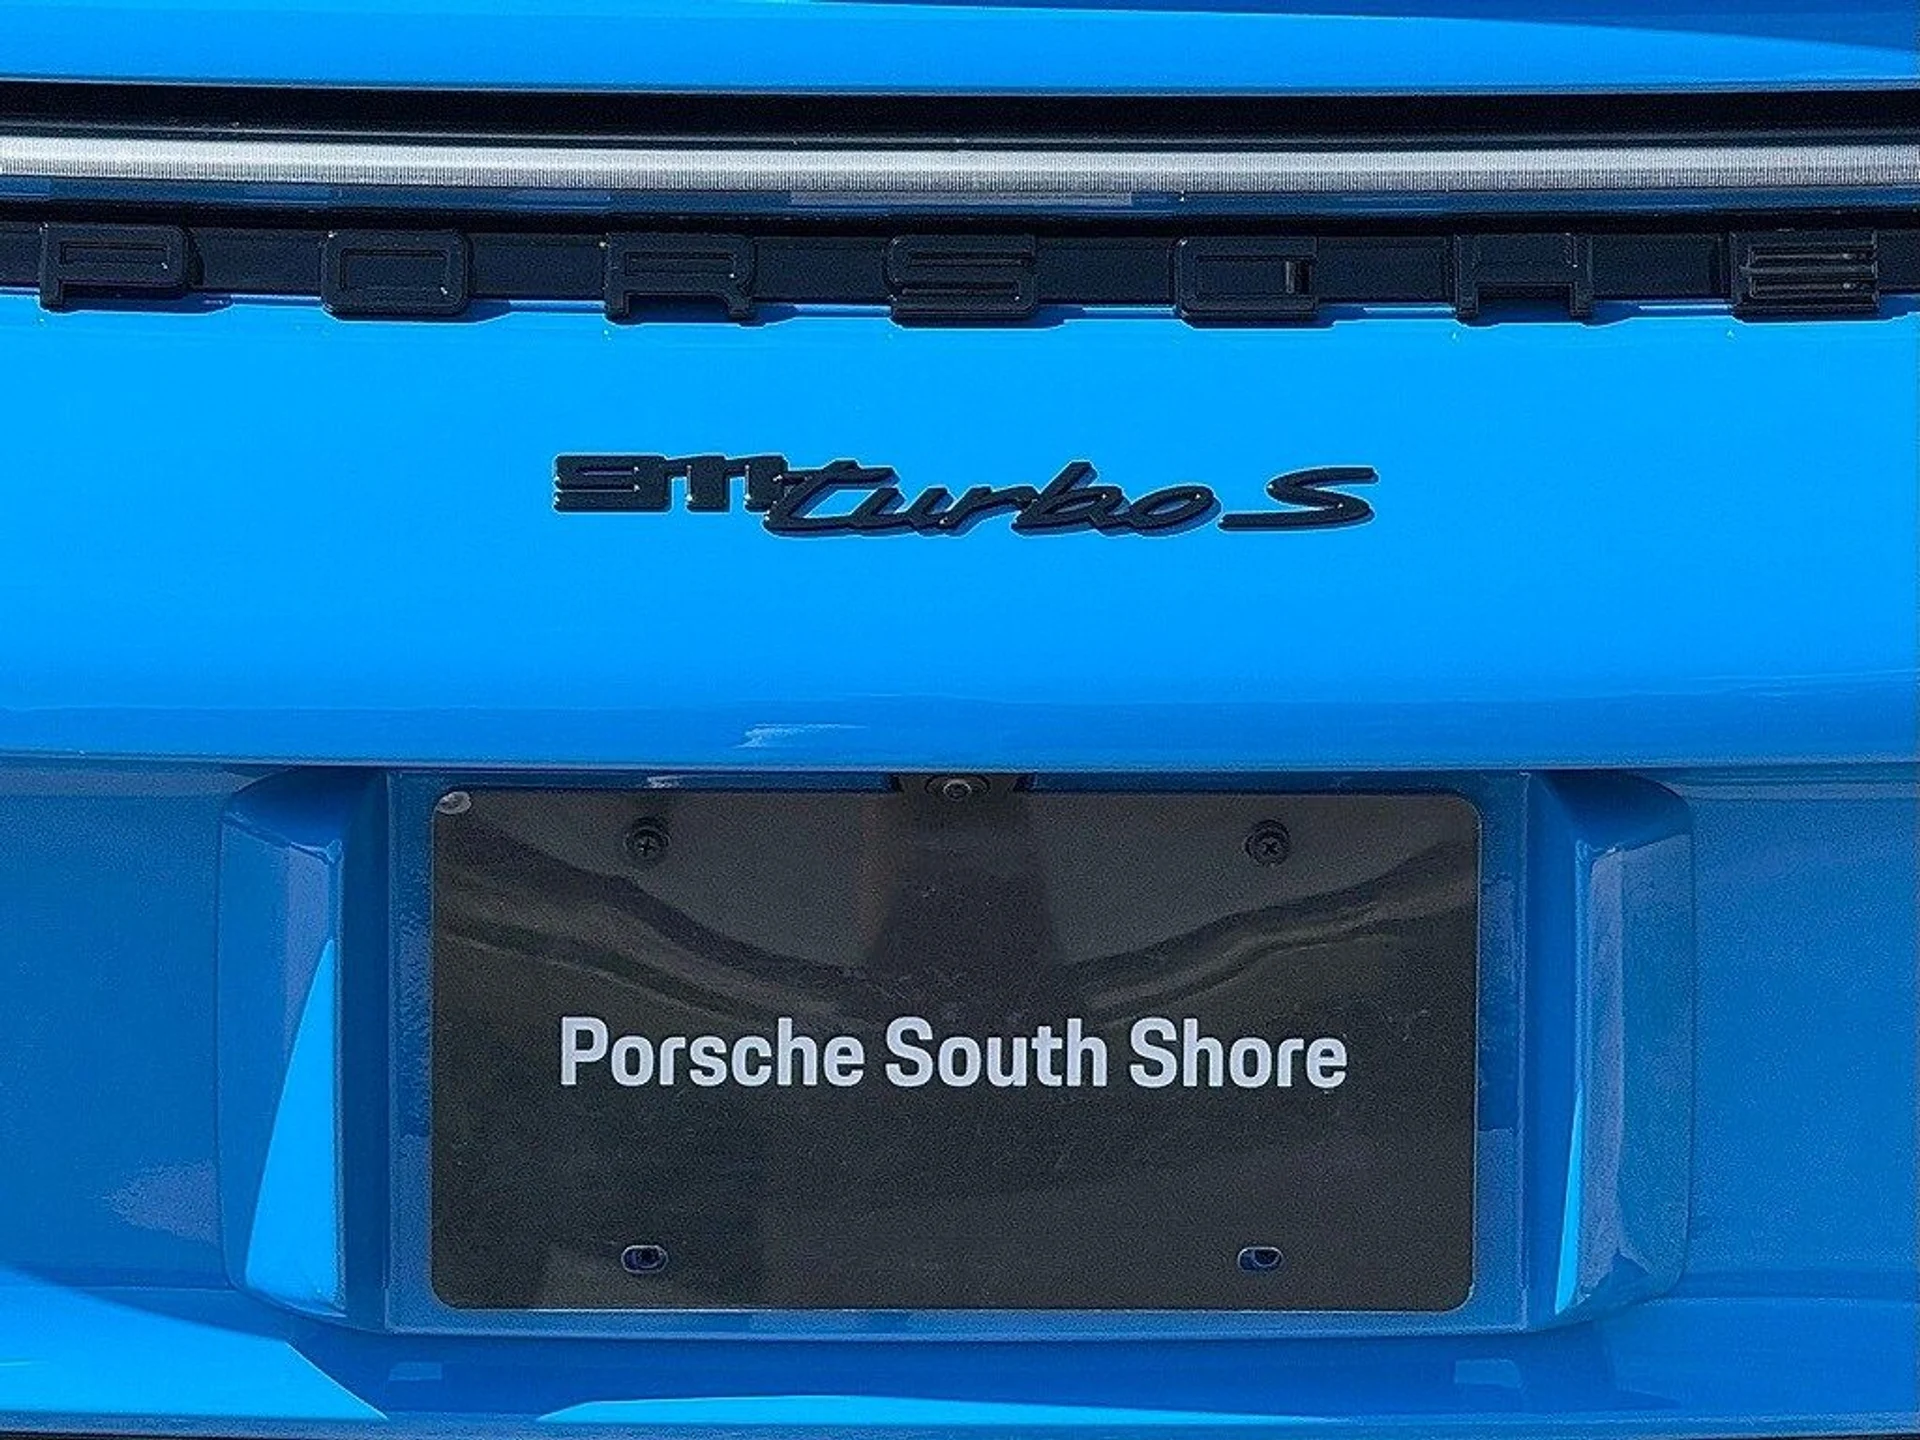 PORSCHE
911 turbo S
Porsche South Shore